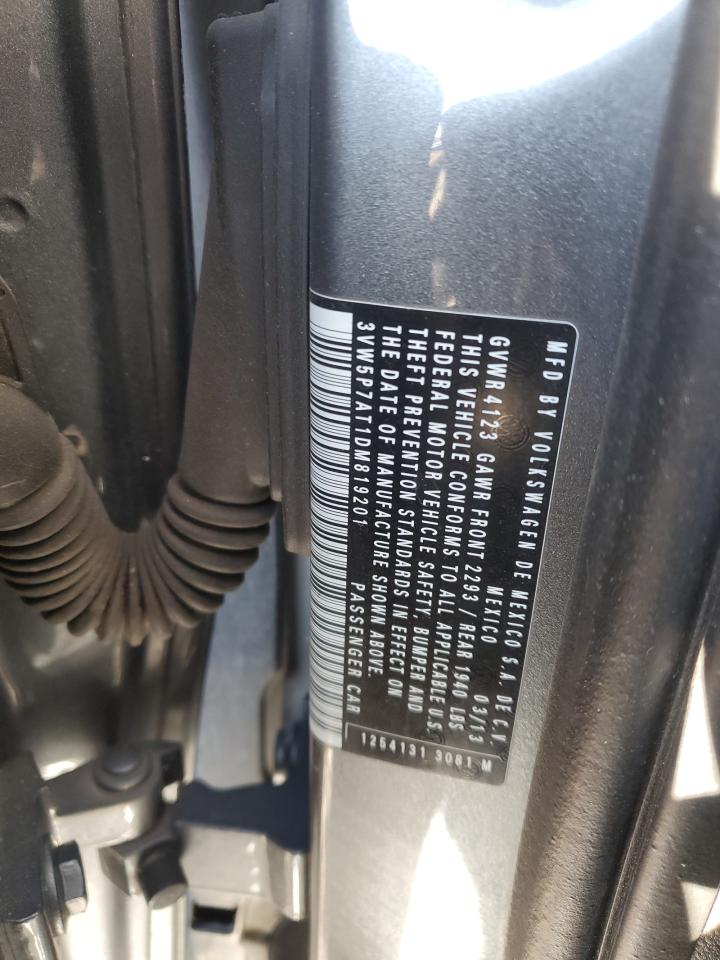 MFD BY VOLKSWAGEN DE MEXICO S.A. DE C.V.
MEXICO 03/13
GVWR 4123 GAWR FRONT 2293 / REAR 1940 LBS
THIS VEHICLE CONFORMS TO ALL APPLICABLE U.S.
FEDERAL MOTOR VEHICLE SAFETY, BUMPER AND
THEFT PREVENTION STANDARDS IN EFFECT ON
THE DATE OF MANUFACTURE SHOWN ABOVE.
3VW5P7AT1DM819201 PASSENGER CAR
1254131 3081 M